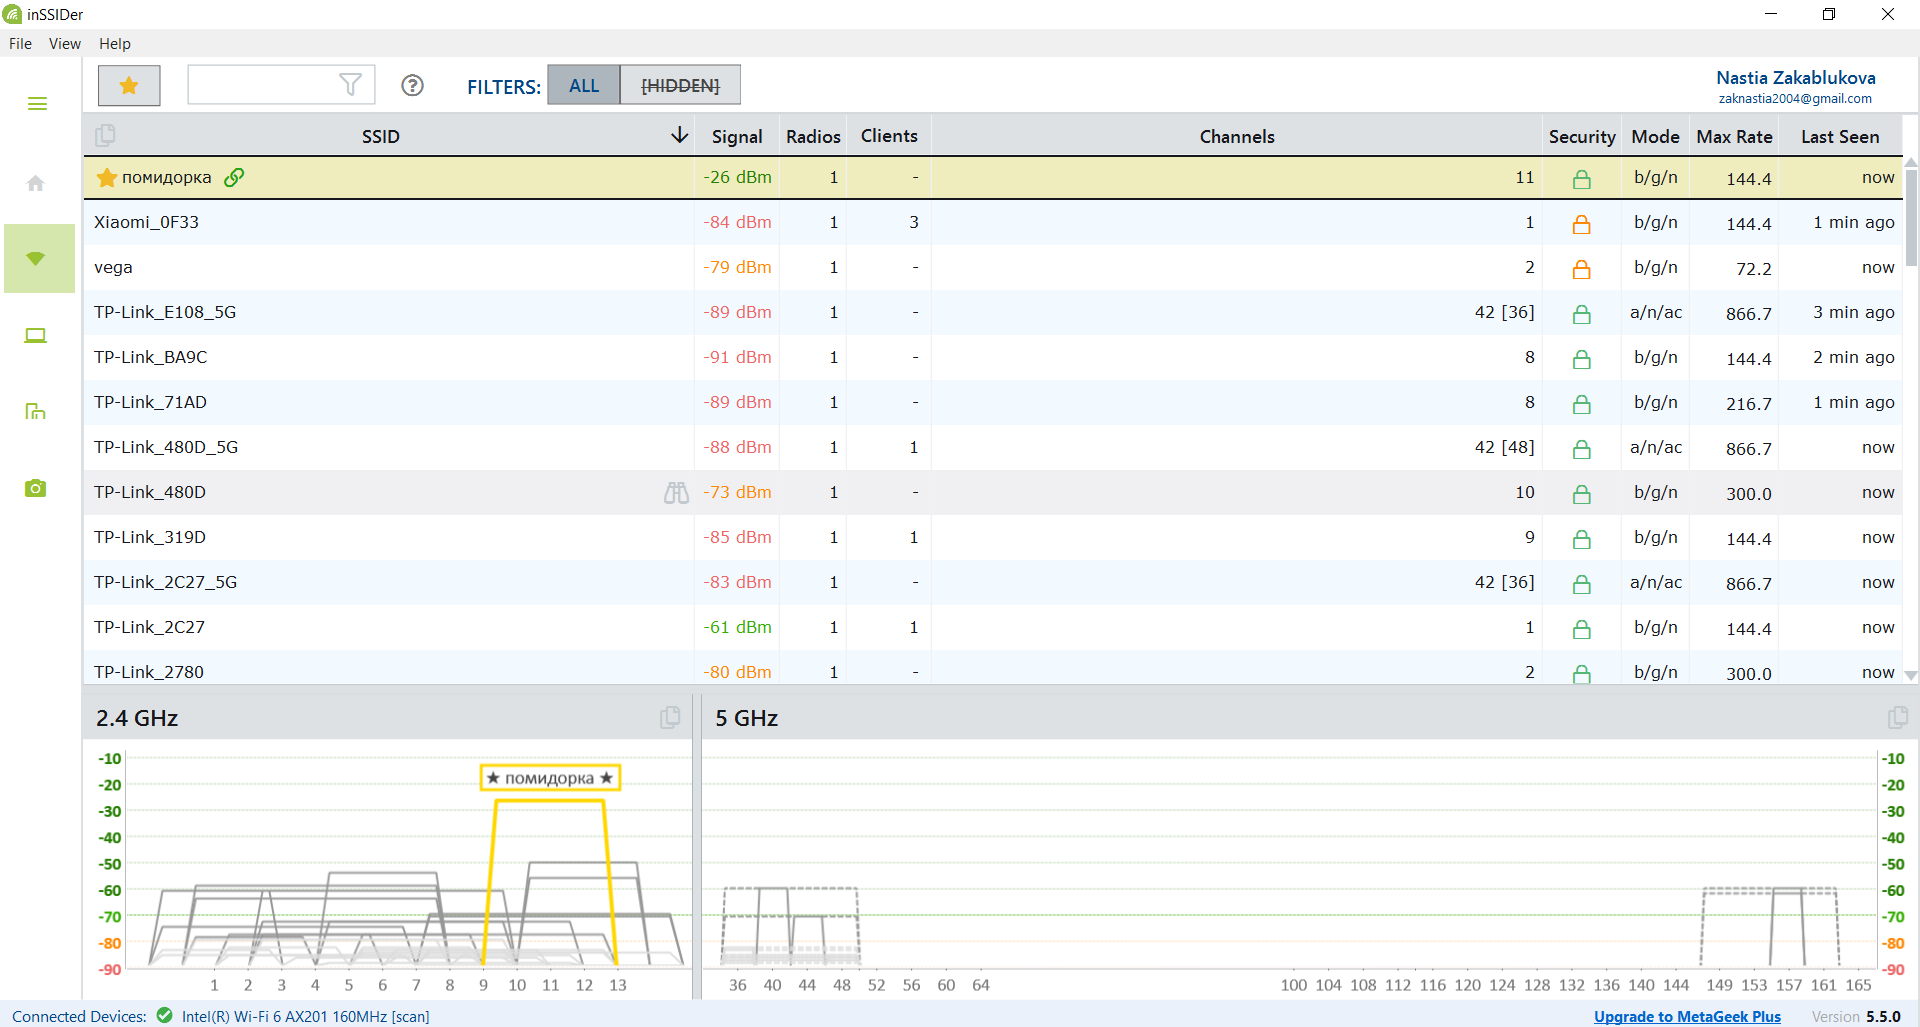 inSSIDer
File View Help
FILTERS: ALL [HIDDEN]
Nastia Zakablukova
zaknastia2004@gmail.com
SSID Signal Radios Clients Channels Security Mode Max Rate Last Seen
помидорка -26 dBm 1 - 11 b/g/n 144.4 now
Xiaomi_0F33 -84 dBm 1 3 1 b/g/n 144.4 1 min ago
vega -79 dBm 1 - 2 b/g/n 72.2 now
TP-Link_E108_5G -89 dBm 1 - 42 [36] a/n/ac 866.7 3 min ago
TP-Link_BA9C -91 dBm 1 - 8 b/g/n 144.4 2 min ago
TP-Link_71AD -89 dBm 1 - 8 b/g/n 216.7 1 min ago
TP-Link_480D_5G -88 dBm 1 1 42 [48] a/n/ac 866.7 now
TP-Link_480D -73 dBm 1 - 10 b/g/n 300.0 now
TP-Link_319D -85 dBm 1 1 9 b/g/n 144.4 now
TP-Link_2C27_5G -83 dBm 1 - 42 [36] a/n/ac 866.7 now
TP-Link_2C27 -61 dBm 1 1 1 b/g/n 144.4 now
TP-Link_2780 -80 dBm 1 - 2 b/g/n 300.0 now
2.4 GHz
-10
-20
-30
-40
-50
-60
-70
-80
-90
★ помидорка ★
1 2 3 4 5 6 7 8 9 10 11 12 13
5 GHz
-10
-20
-30
-40
-50
-60
-70
-80
-90
36 40 44 48 52 56 60 64 100 104 108 112 116 120 124 128 132 136 140 144 149 153 157 161 165
Connected Devices: Intel(R) Wi-Fi 6 AX201 160MHz [scan]
Upgrade to MetaGeek Plus Version 5.5.0